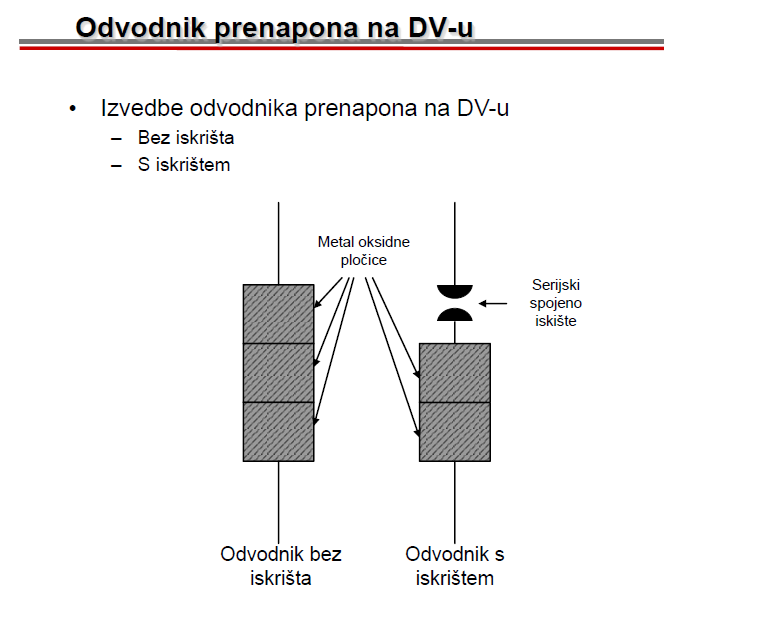 Odvodnik prenapona na DV-u
• Izvedbe odvodnika prenapona na DV-u
– Bez iskrišta
– S iskrištem
Metal oksidne
pločice
Serijski
spojeno
iskište
Odvodnik bez
iskrišta
Odvodnik s
iskrištem